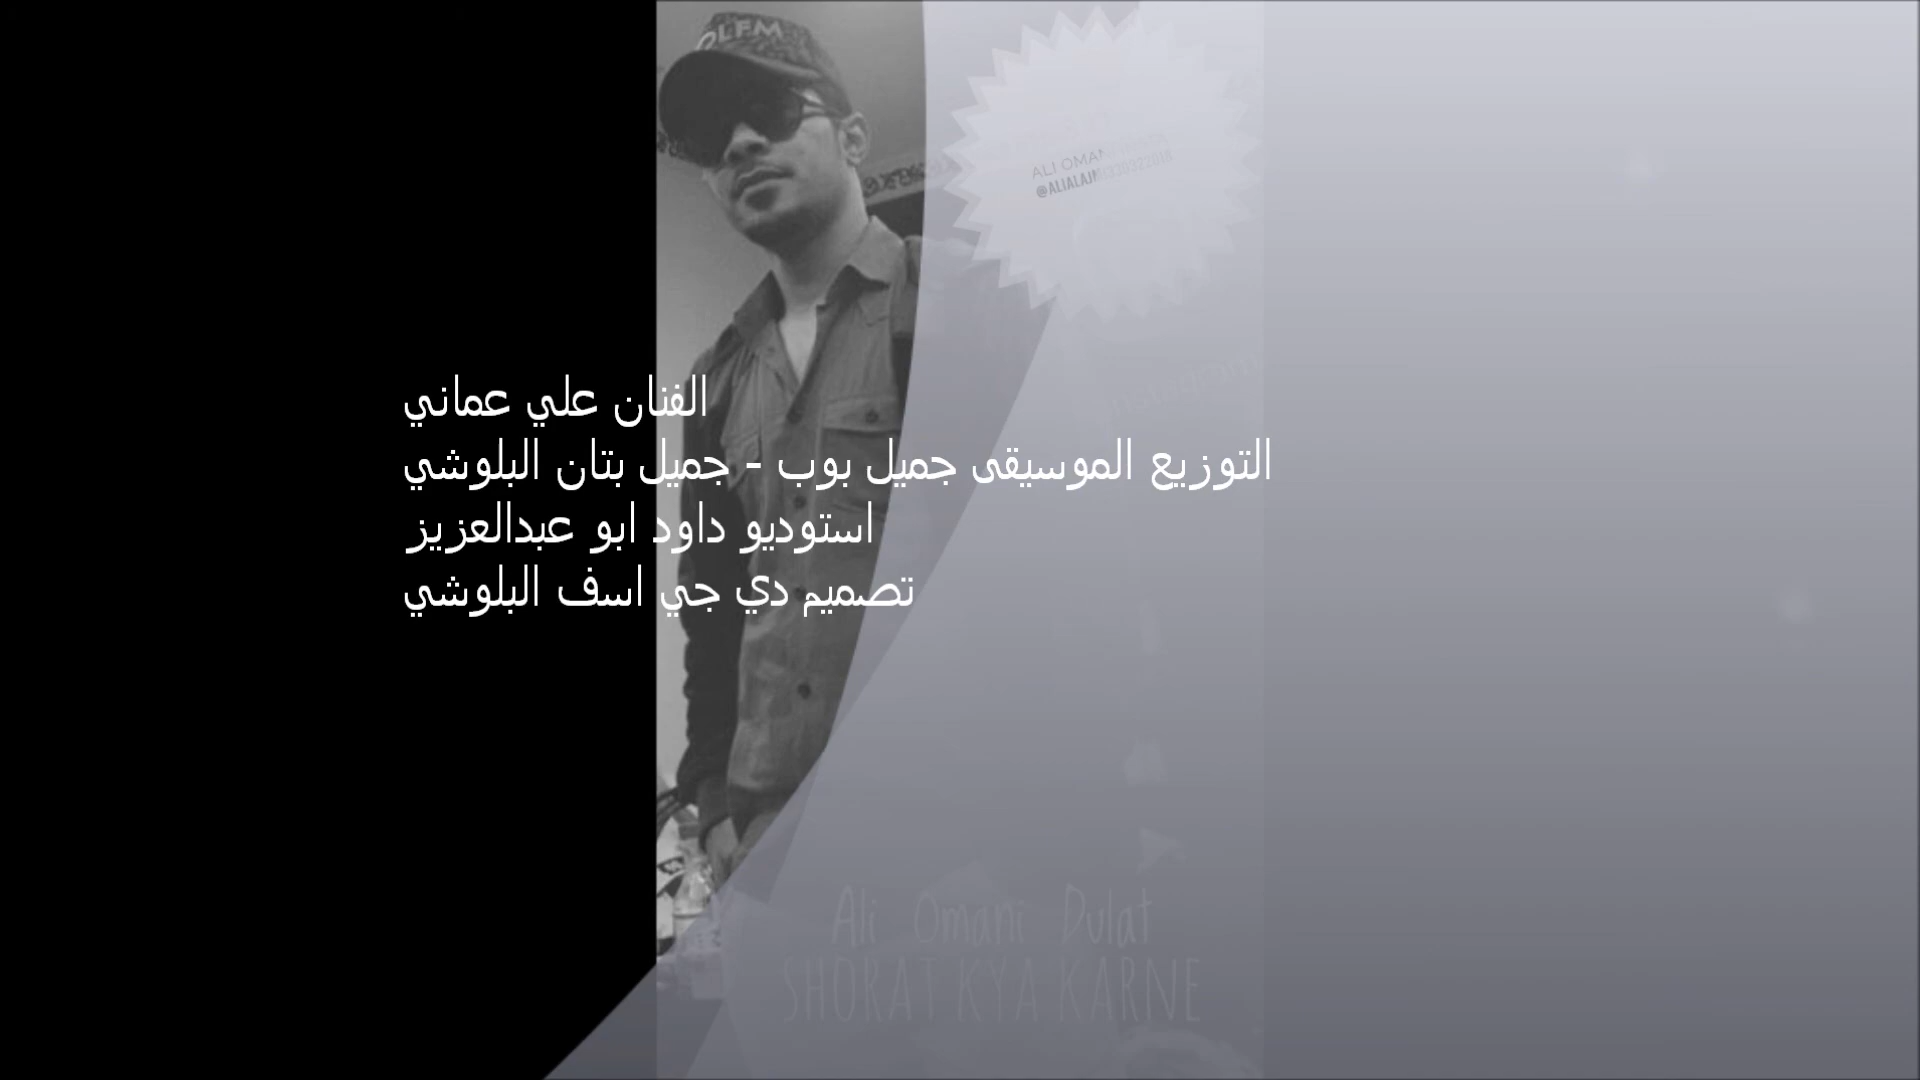 OLFM
ALI OMANI
الفنان علي عماني
التوزيع الموسيقى جميل بوب - جميل بتان البلوشي
استوديو داود ابو عبدالعزيز
تصميم دي جي اسف البلوشي
Ali Omani Dulat
SHORAT KYA KARNE